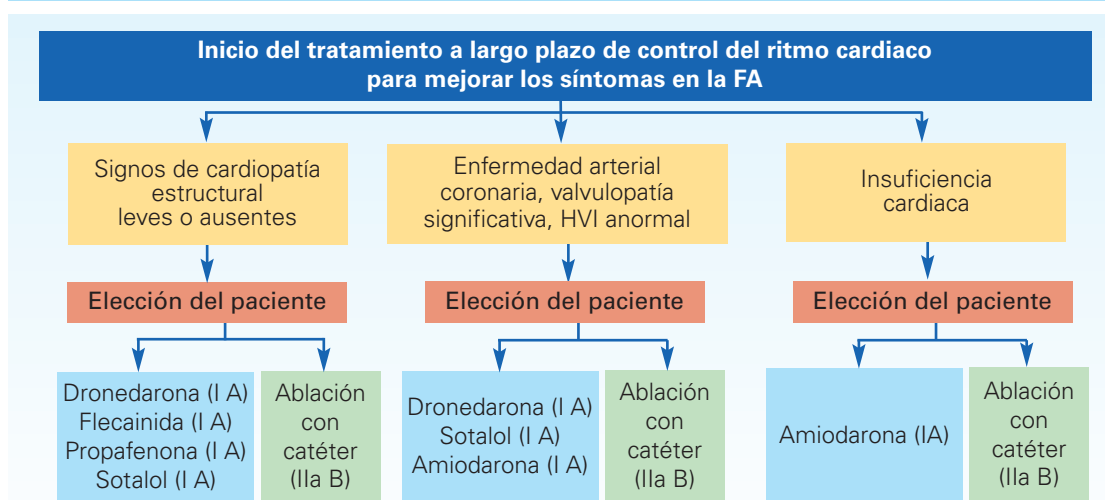 Inicio del tratamiento a largo plazo de control del ritmo cardiaco
para mejorar los síntomas en la FA
Signos de cardiopatía
estructural
leves o ausentes
Enfermedad arterial
coronaria, valvulopatía
significativa, HVI anormal
Insuficiencia
cardiaca
Elección del paciente
Elección del paciente
Elección del paciente
Dronedarona (I A)
Flecainida (I A)
Propafenona (I A)
Sotalol (I A)
Ablación
con
catéter
(IIa B)
Dronedarona (I A)
Sotalol (I A)
Amiodarona (I A)
Ablación
con
catéter
(IIa B)
Amiodarona (IA)
Ablación
con
catéter
(IIa B)